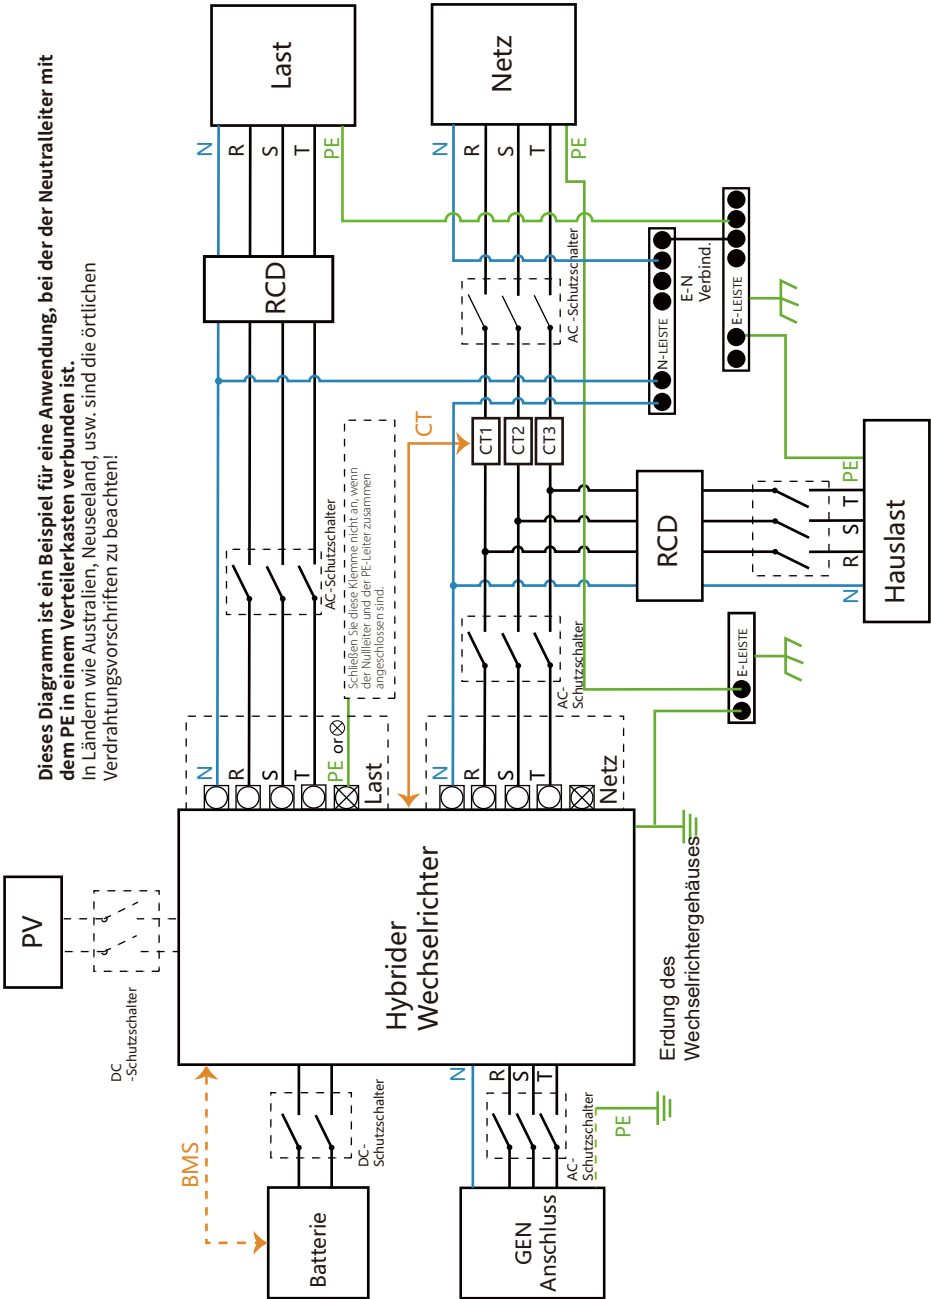 Dieses Diagramm ist ein Beispiel für eine Anwendung, bei der der Neutralleiter mit
dem PE in einem Verteilerkasten verbunden ist.
In Ländern wie Australien, Neuseeland, usw. sind die örtlichen
Verdrahtungsvorschriften zu beachten!
PV
DC
-Schutzschalter
BMS
Batterie
DC-
Schutzschalter
Hybrider
Wechselrichter
N
R
S
T
PE or
Last
Schließen Sie diese Klemme nicht an, wenn
der Nullleiter und der PE-Leiter zusammen
angeschlossen sind.
AC-Schutzschalter
RCD
N
R
S
T
PE
Last
CT
N
R
S
T
Netz
AC-
Schutzschalter
CT1
CT2
CT3
AC -Schutzschalter
N
R
S
T
PE
Netz
GEN
Anschluss
N
R
S
T
AC-
Schutzschalter
PE
Erdung des
Wechselrichtergehäuses
E-LEISTE
RCD
N
R
S
T
PE
Hauslast
N-LEISTE
E-N
Verbind.
E-LEISTE